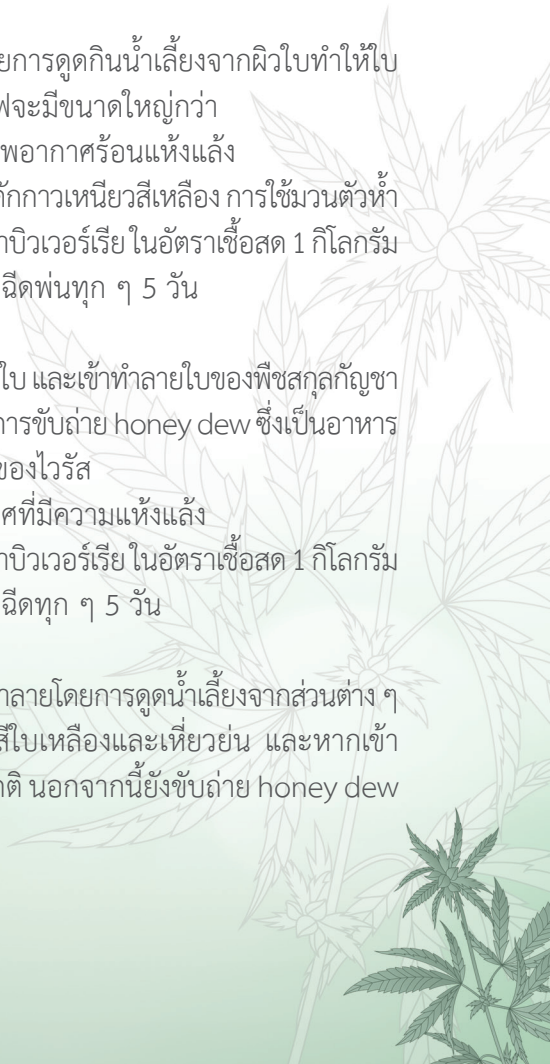 ยการดูดกินน้ำเลี้ยงจากผิวใบทำให้ใบ
ฟจะมีขนาดใหญ่กว่า
พอากาศร้อนแห้งแล้ง
ักกาวเหนียวสีเหลือง การใช้มวนตัวห้ำ
าบิวเวอร์เรีย ในอัตราเชื้อสด 1 กิโลกรัม
ฉีดพ่นทุก ๆ 5 วัน
ใบ และเข้าทำลายใบของพืชสกุลกัญชา
การขับถ่าย honey dew ซึ่งเป็นอาหาร
ของไวรัส
ศที่มีความแห้งแล้ง
าบิวเวอร์เรีย ในอัตราเชื้อสด 1 กิโลกรัม
ฉีดทุก ๆ 5 วัน
ำลายโดยการดูดน้ำเลี้ยงจากส่วนต่าง ๆ
สีใบเหลืองและเหี่ยวย่น และหากเข้า
กติ นอกจากนี้ยังขับถ่าย honey dew